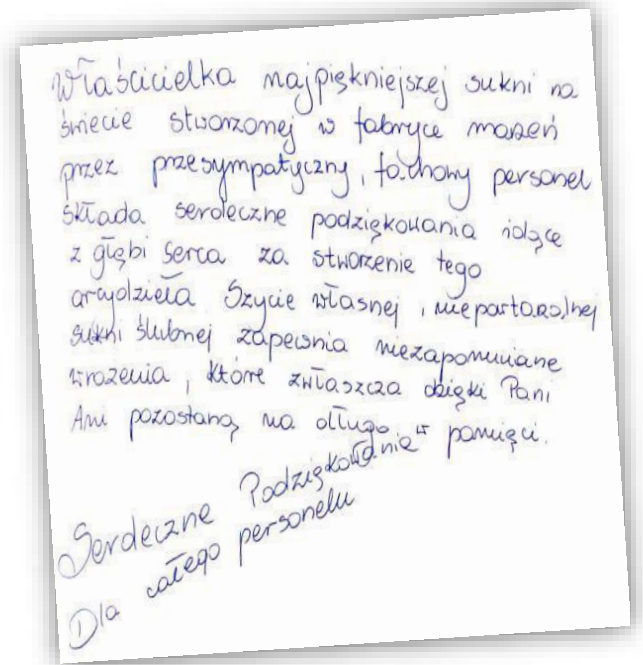 Właścicielka najpiękniejszej sukni na
świecie stworzonej w fabryce marzeń
przez przesympatyczny, fachowy personel
składa serdeczne podziękowania idące
z głębi serca za stworzenie tego
arcydzieła Szycie własnej, niepowtarzalnej
sukni ślubnej zapewnia niezapomniane
wrażenia, które zwłaszcza dzięki Pani
Ani pozostaną na długo w pamięci.
Serdeczne Podziękowania
Dla całego personelu